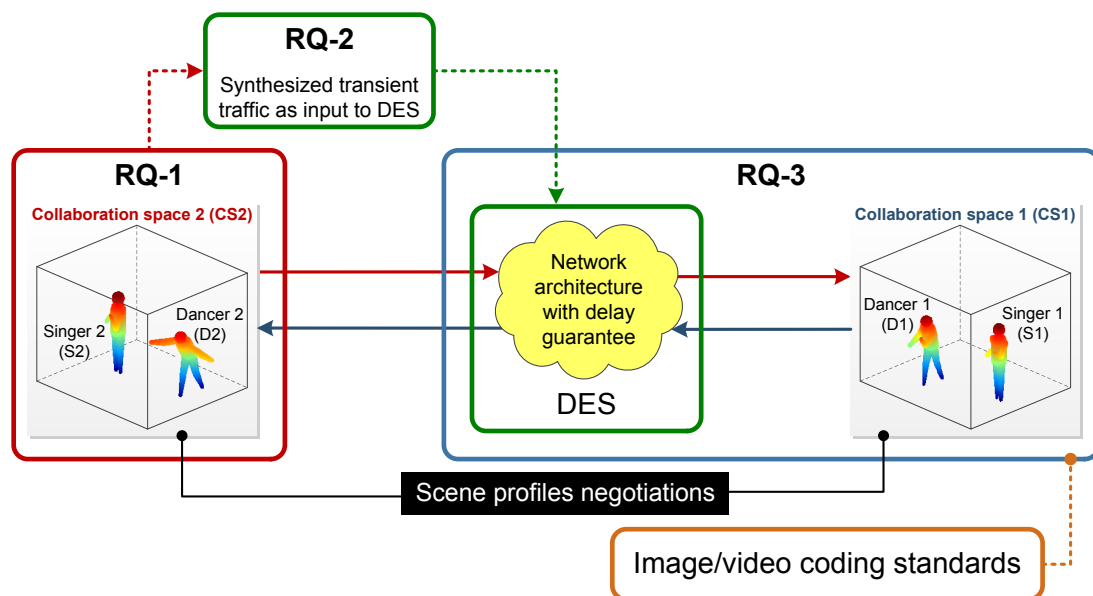 RQ-2
Synthesized transient
traffic as input to DES
RQ-1
Collaboration space 2 (CS2)
Singer 2
(S2)
Dancer 2
(D2)
RQ-3
Network
architecture
with delay
guarantee
DES
Collaboration space 1 (CS1)
Dancer 1
(D1)
Singer 1
(S1)
Scene profiles negotiations
Image/video coding standards